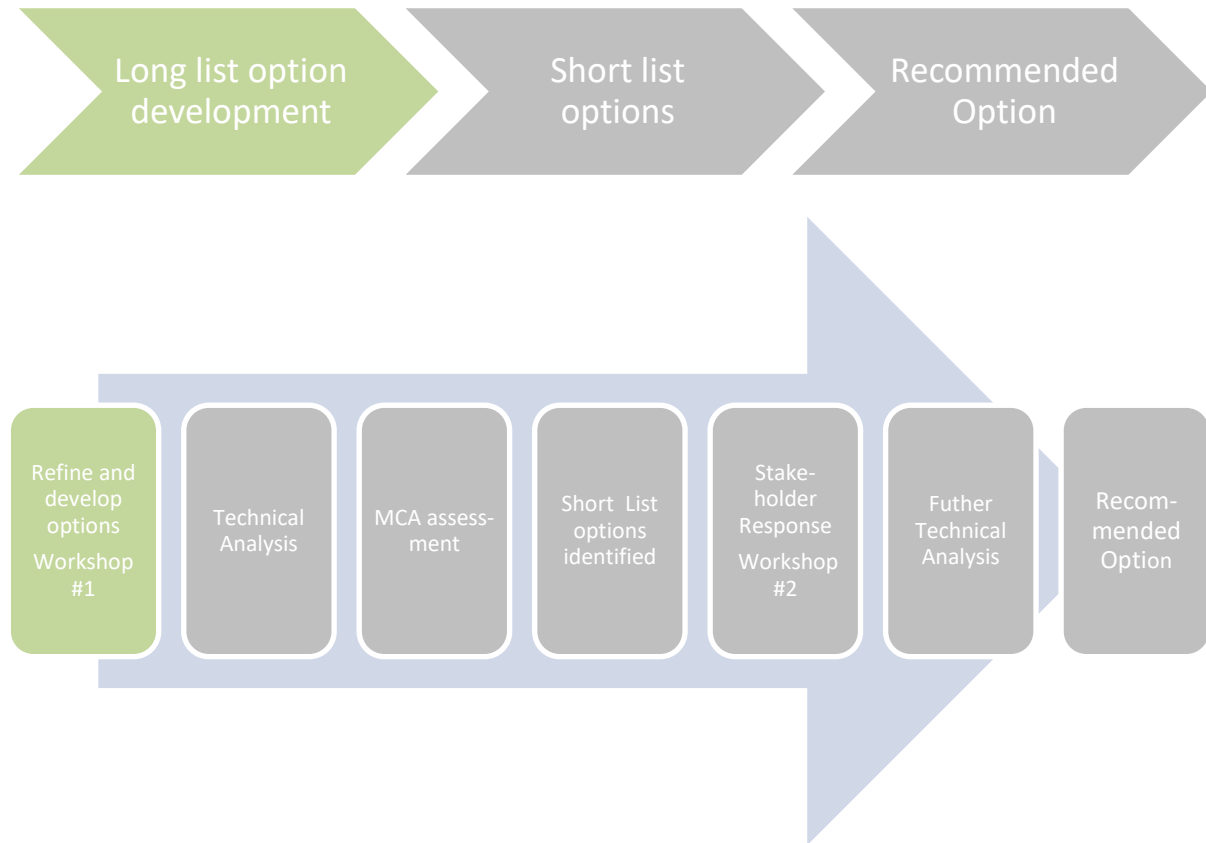 Long list option
development
Short list
options
Recommended
Option
Refine and
develop
options
Workshop
#1
Technical
Analysis
MCA assess-
ment
Short List
options
identified
Stake-
holder
Response
Workshop
#2
Futher
Technical
Analysis
Recom-
mended
Option